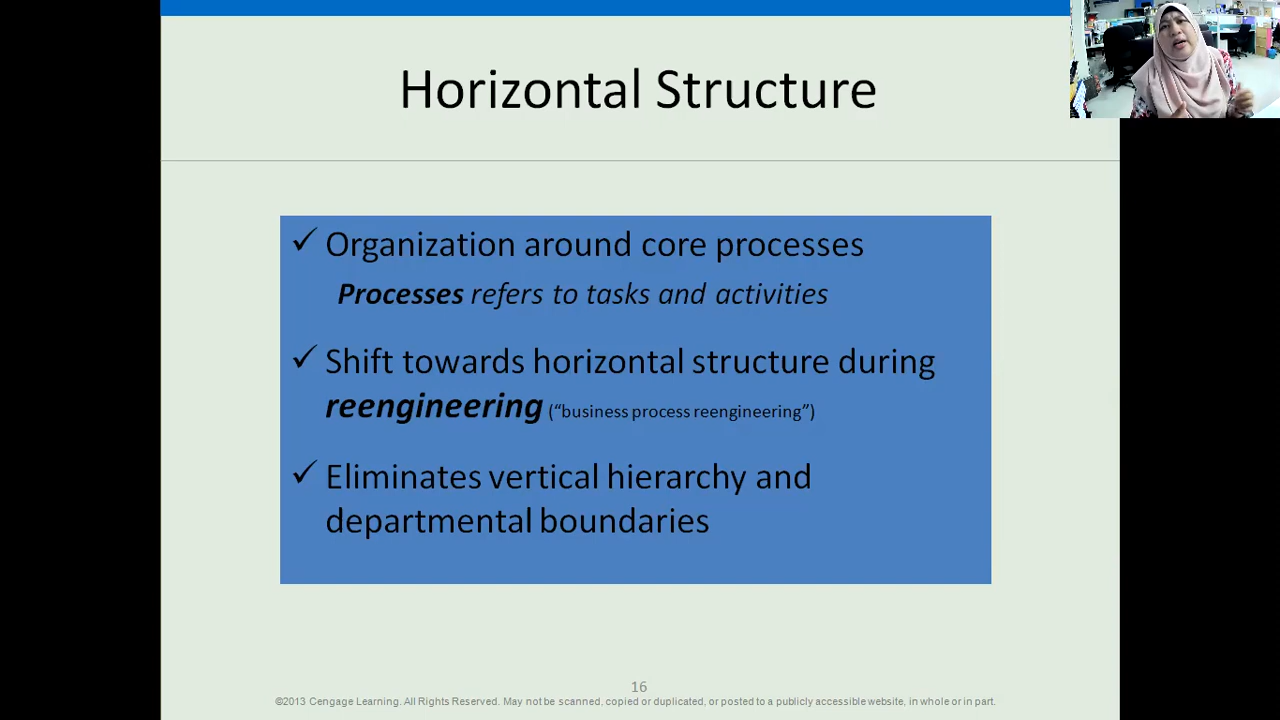 Horizontal Structure
✓ Organization around core processes
Processes refers to tasks and activities
✓ Shift towards horizontal structure during
reengineering (“business process reengineering”)
✓ Eliminates vertical hierarchy and
departmental boundaries
16
©2013 Cengage Learning. All Rights Reserved. May not be scanned, copied or duplicated, or posted to a publicly accessible website, in whole or in part.